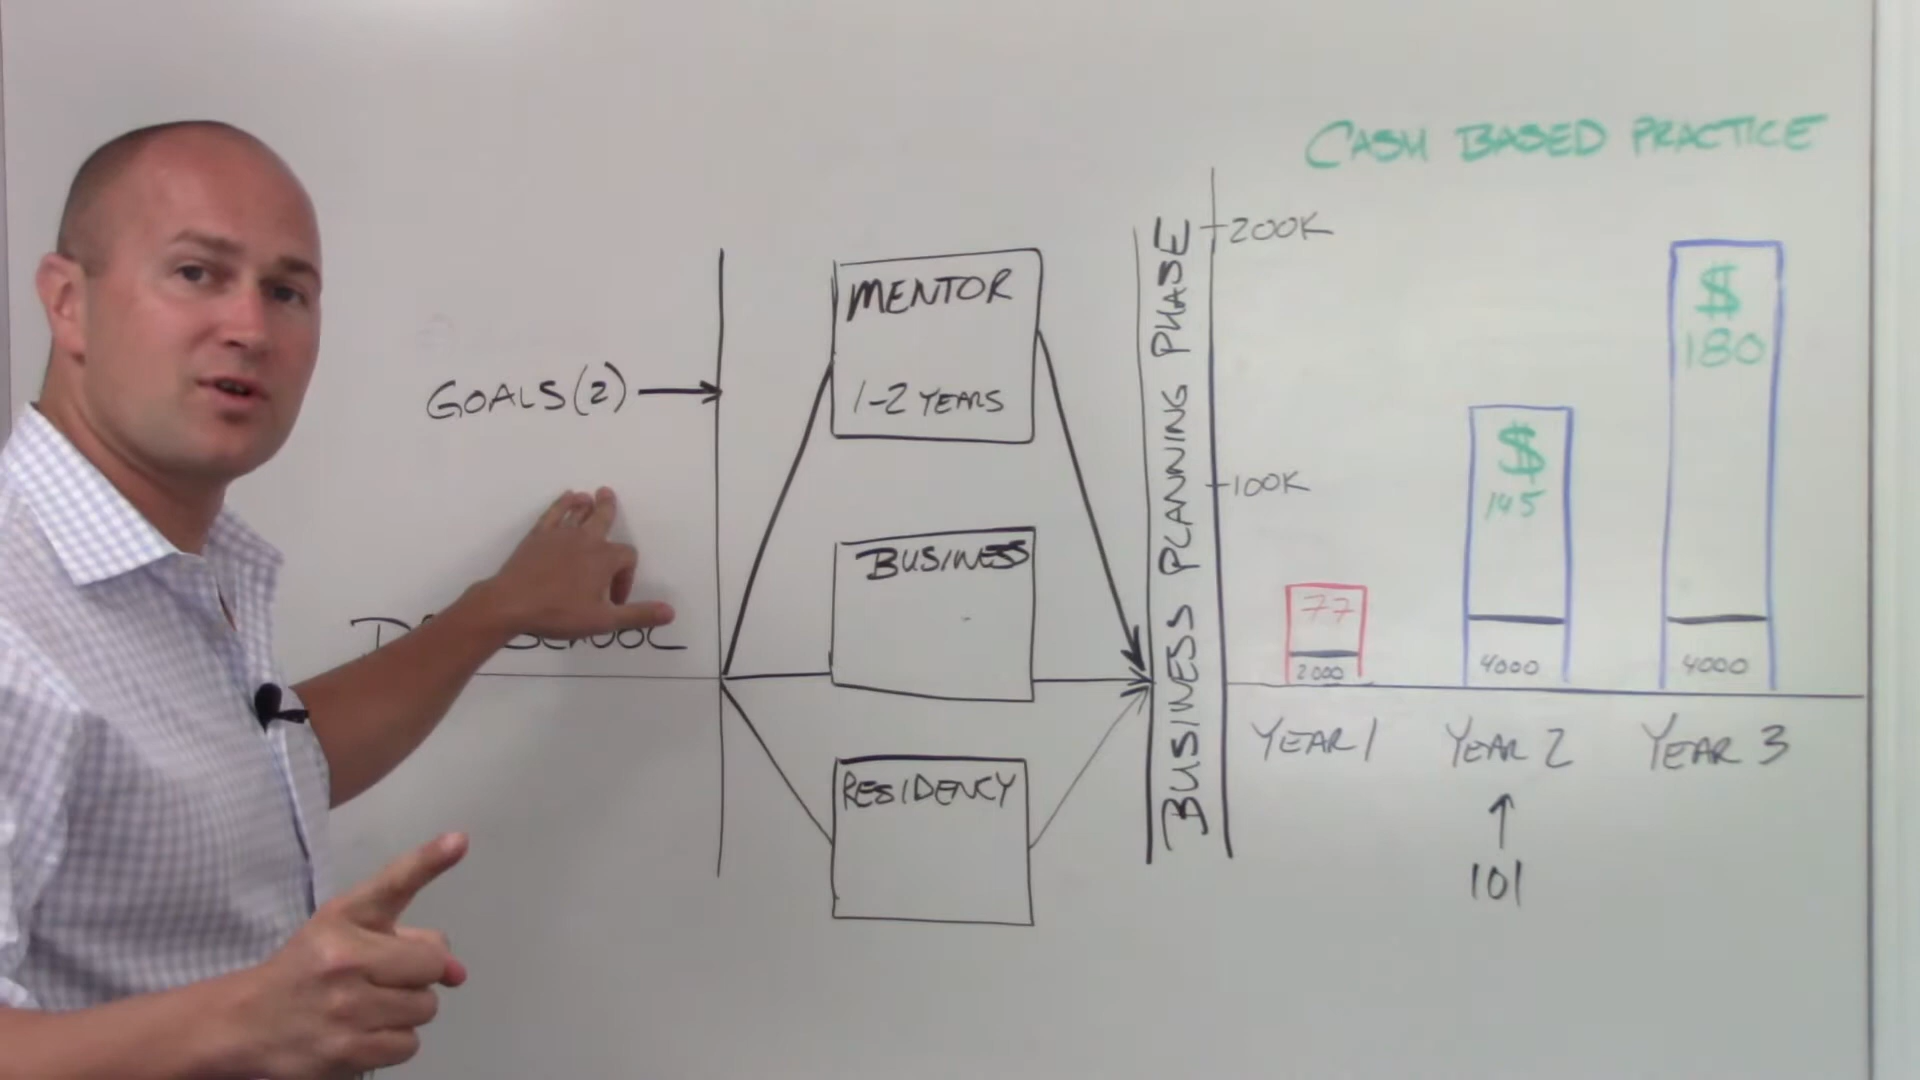 GOALS(2)
SCHOOL
MENTOR
1-2 YEARS
BUSINESS
RESIDENCY
BUSINESS PLANNING PHASE
CASH BASED PRACTICE
200K
100K
77
2000
$
145
4000
$
180
4000
YEAR 1
YEAR 2
YEAR 3
101